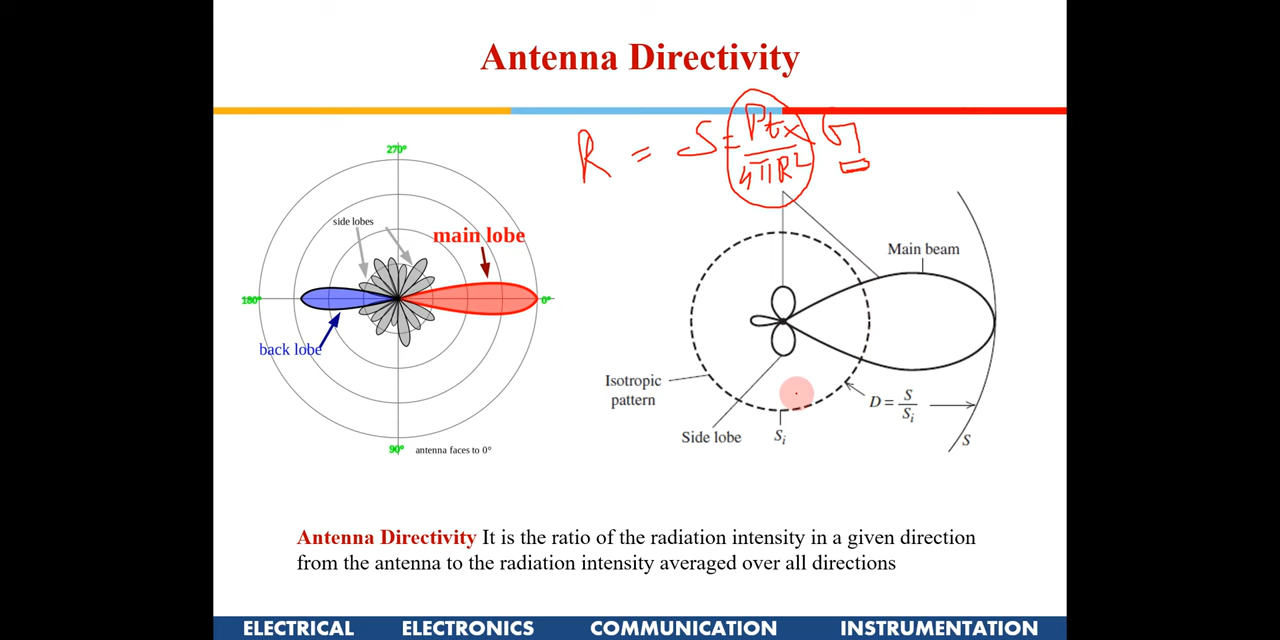 Antenna Directivity
R = S = Ptx
4πR²
G
270°
side lobes
main lobe
180°
0°
back lobe
90°
antenna faces to 0°
Main beam
Isotropic
pattern
D = S
Si
Side lobe
Si
S
Antenna Directivity It is the ratio of the radiation intensity in a given direction
from the antenna to the radiation intensity averaged over all directions
ELECTRICAL ELECTRONICS COMMUNICATION INSTRUMENTATION